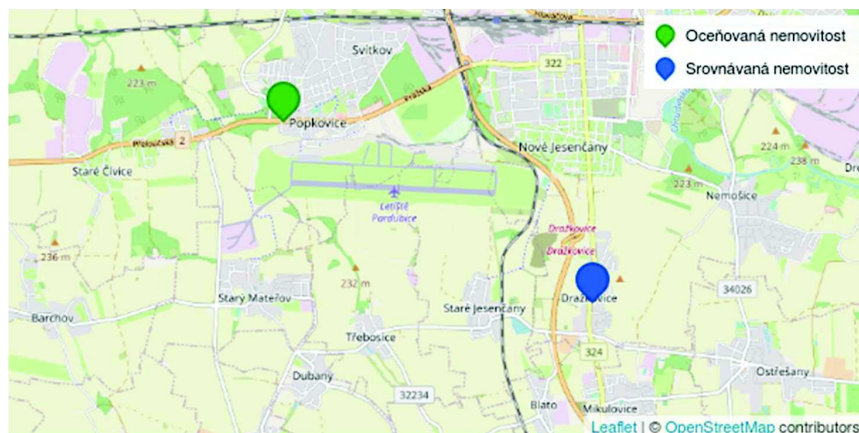 Hlaváčova
Oceňovaná nemovitost
Svítkov
Srovnávaná nemovitost
322
223 m
Pražská
Popkovice
2
Přeloučská
Nové Jesenčany
224 m
238 m
Staré Čívice
223 m
Letiště
Pardubice
Nemošice
Dražkovice
Dražkovice
236 m
232 m
Starý Mateřov
Dražkovice
34026
Staré Jesenčany
Barchov
Třebosice
324
Dubany
Ostřešany
32234
Blato
Mikulovice
Leaflet | © OpenStreetMap contributors